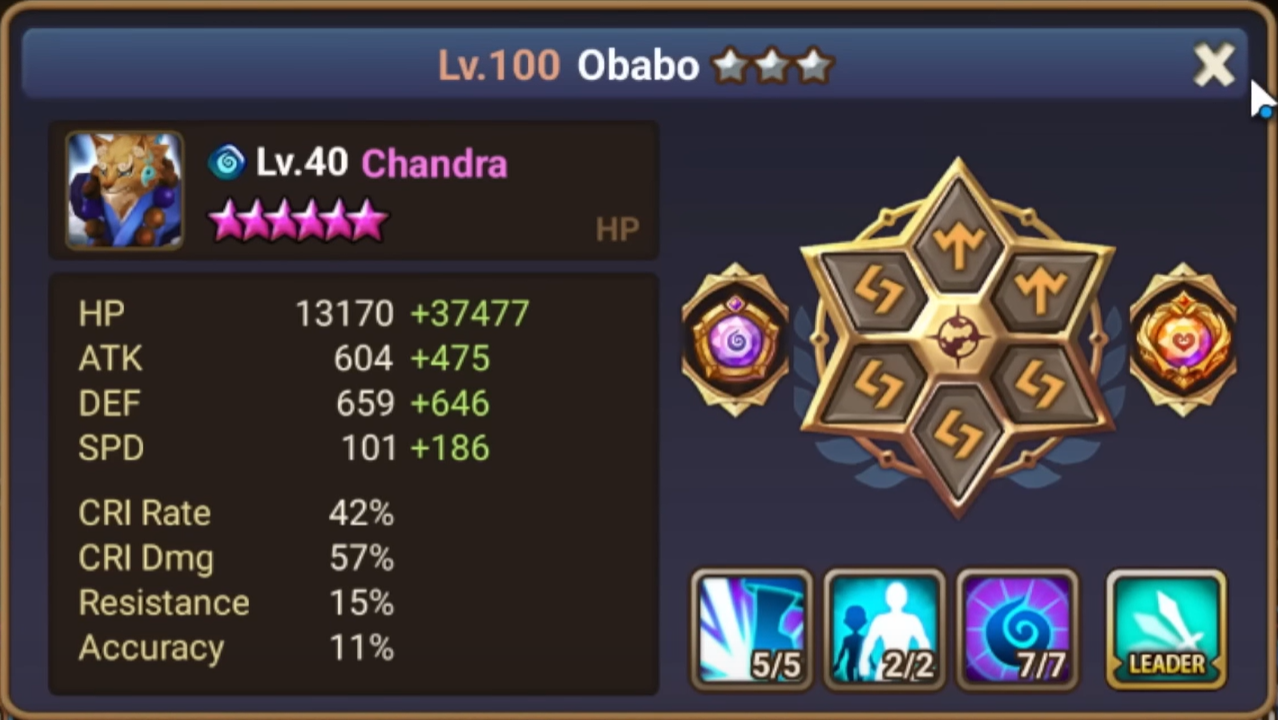 Lv.100 Obabo
Lv.40 Chandra
HP
HP 13170 +37477
ATK 604 +475
DEF 659 +646
SPD 101 +186
CRI Rate 42%
CRI Dmg 57%
Resistance 15%
Accuracy 11%
5/5 2/2 7/7 LEADER